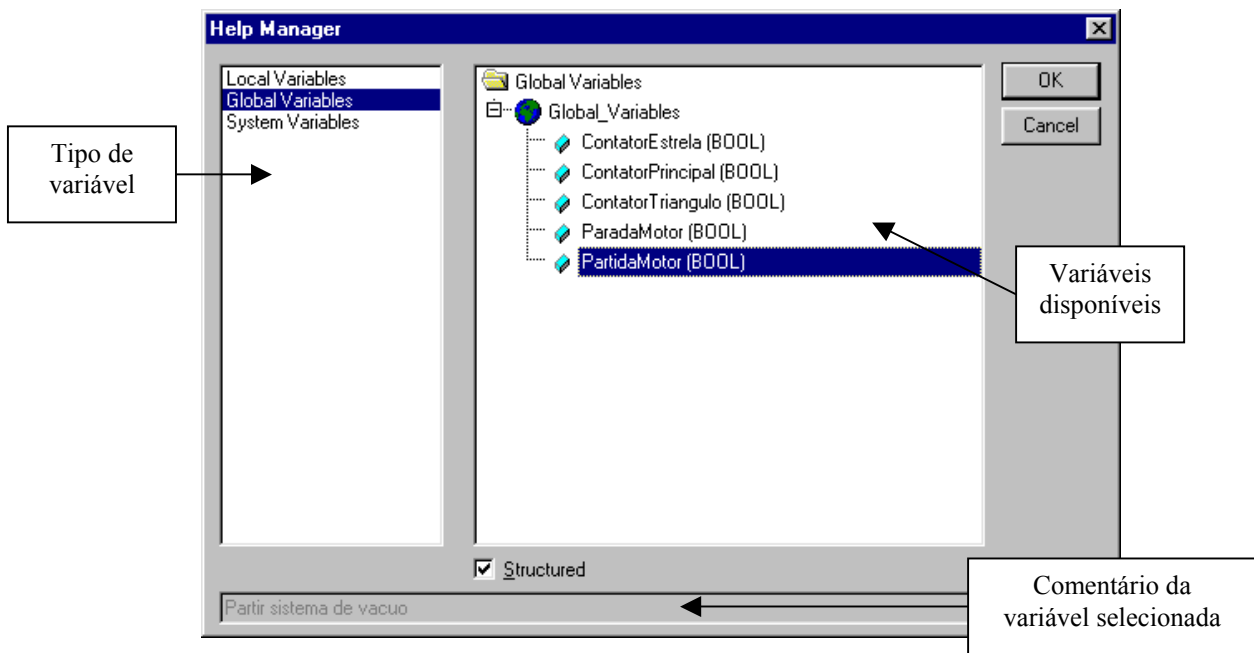 Help Manager
Local Variables
Global Variables
System Variables
Global Variables
Global_Variables
ContatorEstrela (BOOL)
ContatorPrincipal (BOOL)
ContatorTriangulo (BOOL)
ParadaMotor (BOOL)
PartidaMotor (BOOL)
OK
Cancel
Tipo de
variável
Variáveis
disponíveis
Structured
Partir sistema de vacuo
Comentário da
variável selecionada